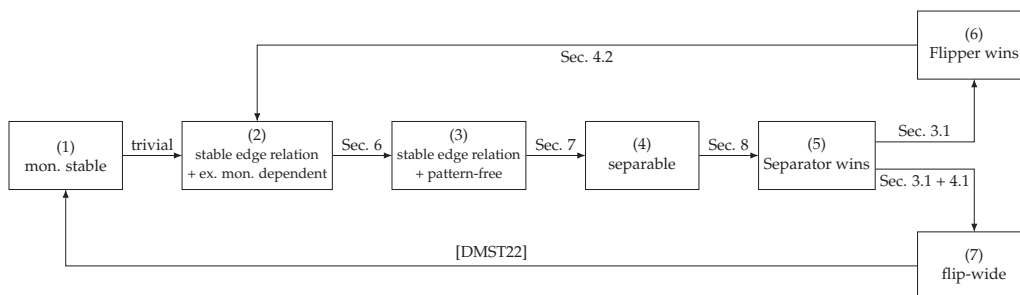 (6)
Flipper wins
Sec. 4.2
(1)
mon. stable
trivial
(2)
stable edge relation
+ ex. mon. dependent
Sec. 6
(3)
stable edge relation
+ pattern-free
Sec. 7
(4)
separable
Sec. 8
(5)
Separator wins
Sec. 3.1
Sec. 3.1 + 4.1
[DMST22]
(7)
flip-wide